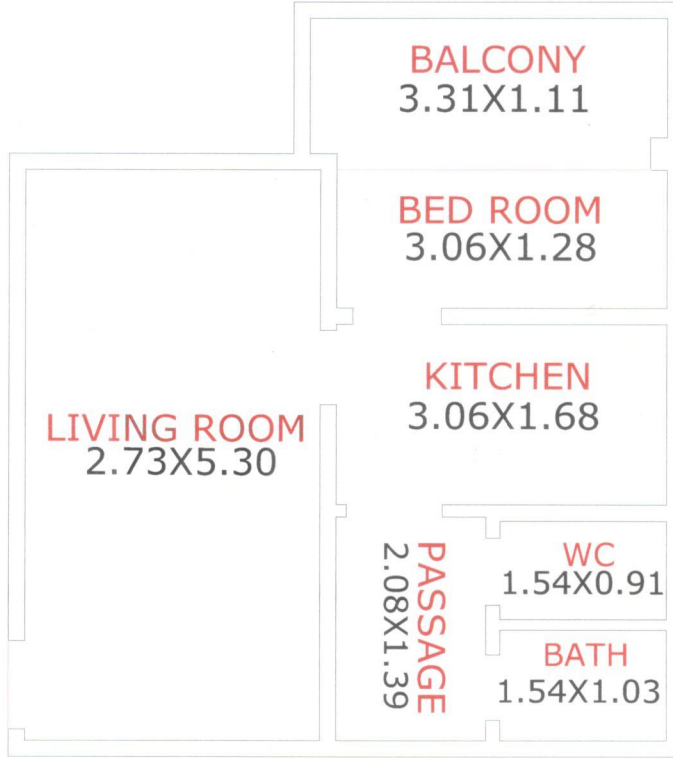 BALCONY
3.31X1.11
BED ROOM
3.06X1.28
KITCHEN
3.06X1.68
LIVING ROOM
2.73X5.30
PASSAGE
2.08X1.39
WC
1.54X0.91
BATH
1.54X1.03